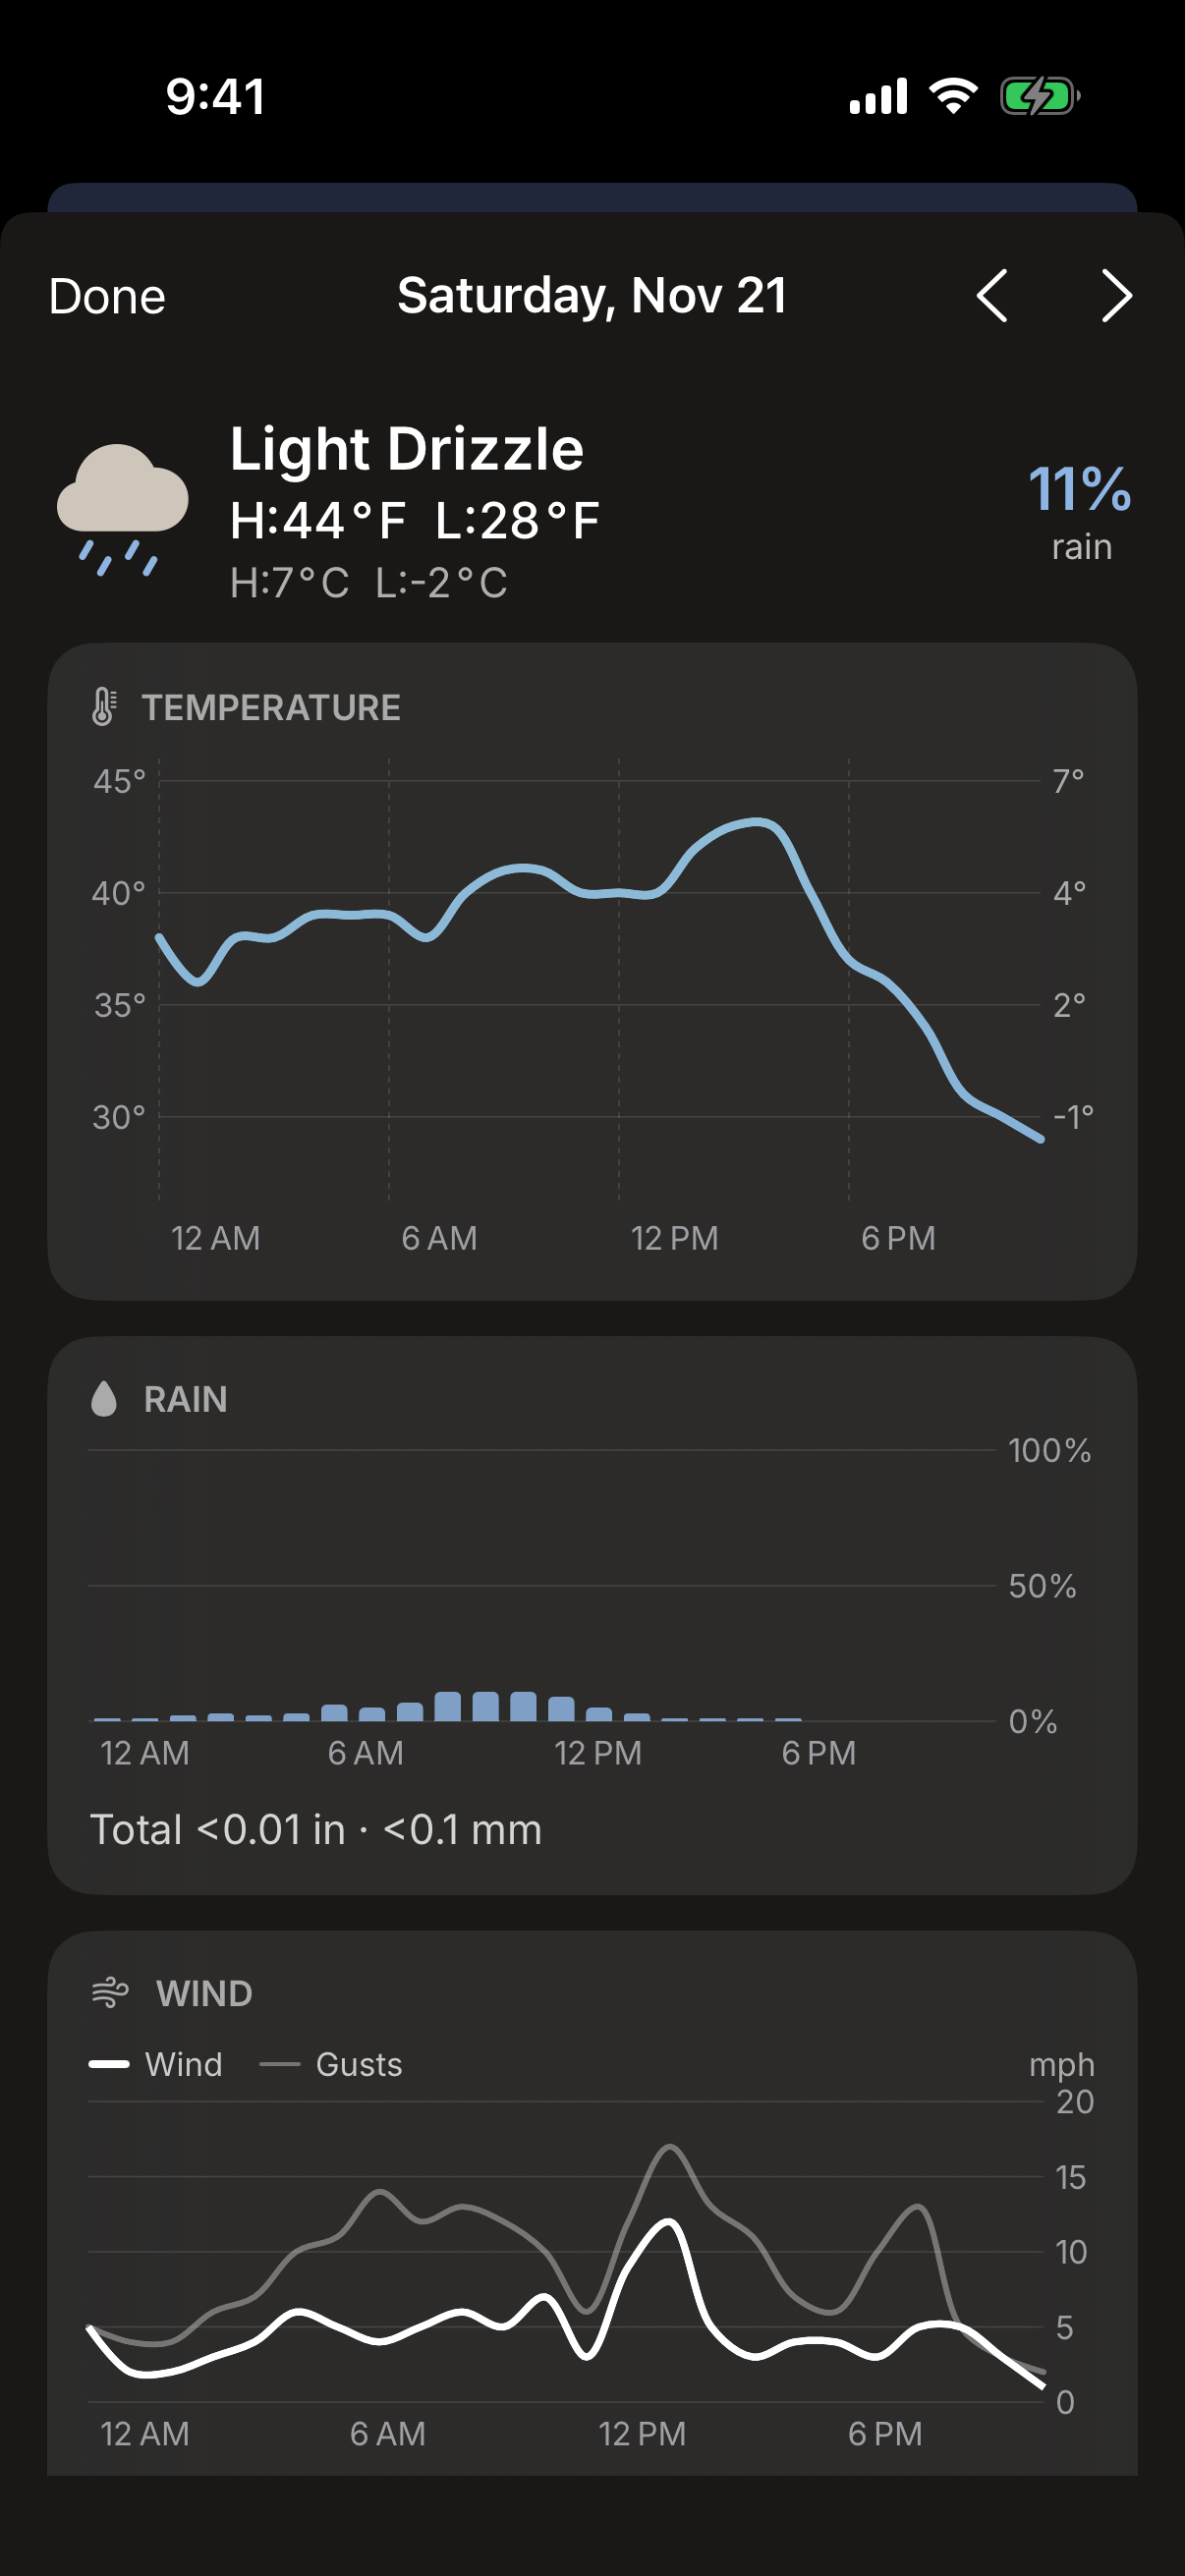 9:41
Done Saturday, Nov 21
Light Drizzle
H:44°F L:28°F
H:7°C L:-2°C
11%
rain
TEMPERATURE
45° 7°
40° 4°
35° 2°
30° -1°
12 AM 6 AM 12 PM 6 PM
RAIN
100%
50%
0%
12 AM 6 AM 12 PM 6 PM
Total <0.01 in · <0.1 mm
WIND
Wind Gusts mph
20
15
10
5
0
12 AM 6 AM 12 PM 6 PM